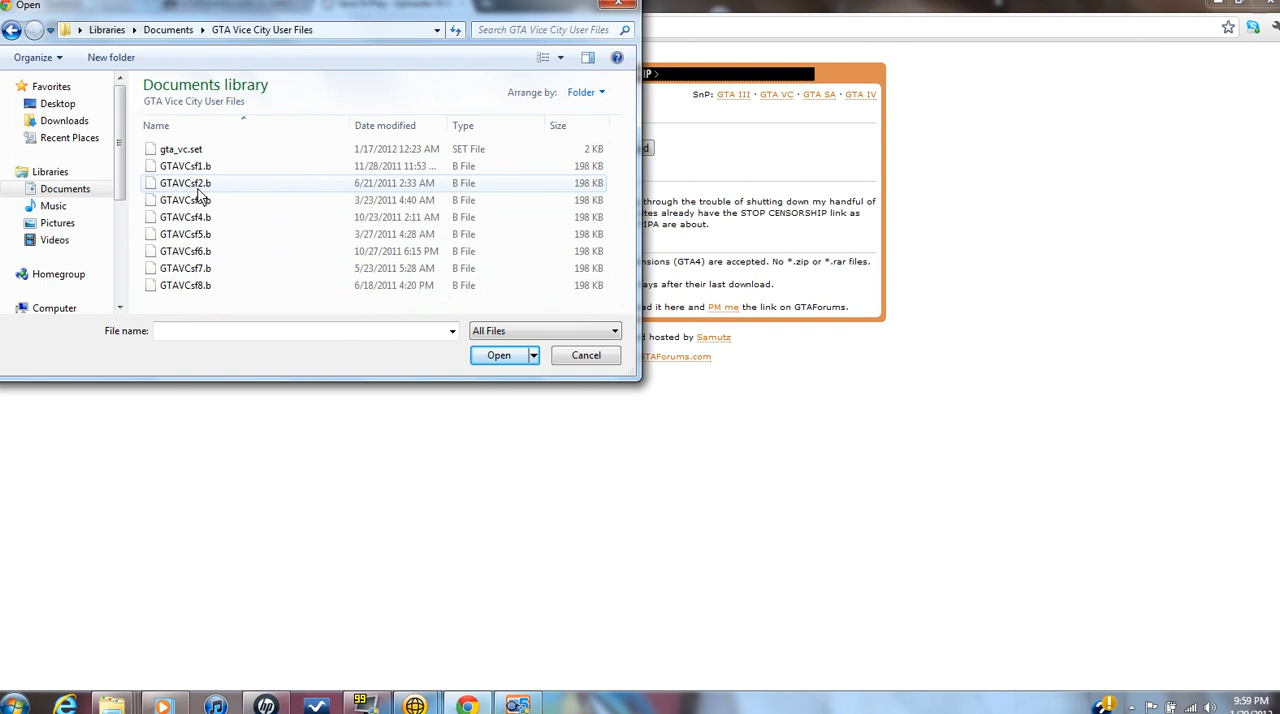 Open
Libraries Documents GTA Vice City User Files
Search GTA Vice City User Files
Organize
New folder
Favorites
Desktop
Downloads
Recent Places
Libraries
Documents
Music
Pictures
Videos
Homegroup
Computer
Documents library
GTA Vice City User Files
Arrange by: Folder
Name Date modified Type Size
gta_vc.set 1/17/2012 12:23 AM SET File 2 KB
GTAVCsf1.b 11/28/2011 11:53 ... B File 198 KB
GTAVCsf2.b 6/21/2011 2:33 AM B File 198 KB
3/23/2011 4:40 AM B File 198 KB
GTAVCsf4.b 10/23/2011 2:11 AM B File 198 KB
GTAVCsf5.b 3/27/2011 4:28 AM B File 198 KB
GTAVCsf6.b 10/27/2011 6:15 PM B File 198 KB
GTAVCsf7.b 5/23/2011 5:28 AM B File 198 KB
GTAVCsf8.b 6/18/2011 4:20 PM B File 198 KB
File name:
All Files
Open
Cancel
IP >
SnP: GTA III · GTA VC · GTA SA · GTA IV
d
through the trouble of shutting down my handful of
ites already have the STOP CENSORSHIP link as
IPA are about.
nsions (GTA4) are accepted. No *.zip or *.rar files.
ays after their last download.
ad it here and PM me the link on GTAForums.
d hosted by Samutz
GTAForums.com
99
9:59 PM